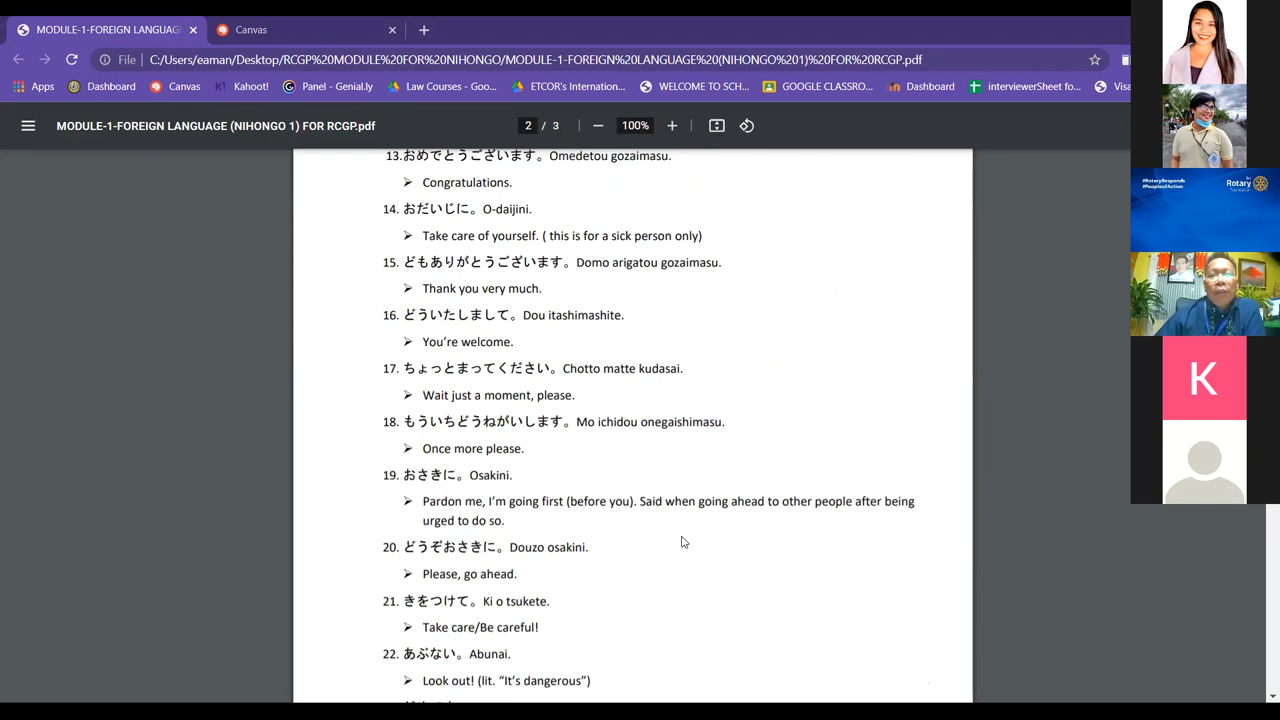 MODULE-1-FOREIGN LANGUAG
Canvas
File
C:/Users/eaman/Desktop/RCGP%20MODULE%20FOR%20NIHONGO/MODULE-1-FOREIGN%20LANGUAGE%20(NIHONGO%201)%20FOR%20RCGP.pdf
Apps Dashboard Canvas Kahoot! Panel - Genial.ly Law Courses - Goo... ETCOR's Internation... WELCOME TO SCH... GOOGLE CLASSRO... Dashboard interviewerSheet fo... Visa
MODULE-1-FOREIGN LANGUAGE (NIHONGO 1) FOR RCGP.pdf
2 / 3
100%
13.おめでとうございます。Omedetou gozaimasu.
Congratulations.
14. おだいじに。O-daijini.
Take care of yourself. ( this is for a sick person only)
15. どもありがとうございます。Domo arigatou gozaimasu.
Thank you very much.
16. どういたしまして。Dou itashimashite.
You're welcome.
17. ちょっとまってください。Chotto matte kudasai.
Wait just a moment, please.
18. もういちどうねがいします。Mo ichidou onegaishimasu.
Once more please.
19. おさきに。Osakini.
Pardon me, I'm going first (before you). Said when going ahead to other people after being
urged to do so.
20. どうぞおさきに。Douzo osakini.
Please, go ahead.
21. きをつけて。Ki o tsukete.
Take care/Be careful!
22. あぶない。Abunai.
Look out! (lit. “It's dangerous”)
#RotaryResponds
#PeopleofAction
Rotary
K